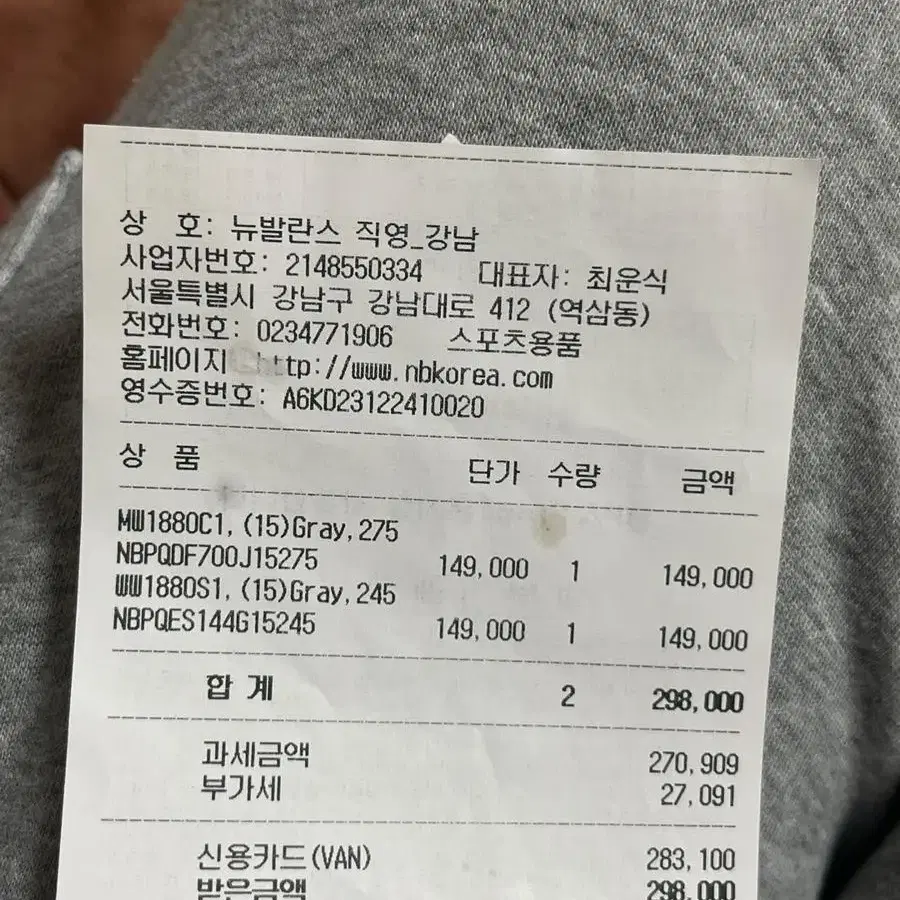 상 호: 뉴발란스 직영_강남
사업자번호: 2148550334 대표자: 최운식
서울특별시 강남구 강남대로 412 (역삼동)
전화번호: 0234771906 스포츠용품
홈페이지 http://www.nbkorea.com
영수증번호: A6KD23122410020
상 품 단가 수량 금액
MW1880C1, (15)Gray, 275
NBPQDF700J15275 149,000 1 149,000
WW1880S1, (15)Gray, 245
NBPQES144G15245 149,000 1 149,000
합 계 2 298,000
과세금액 270,909
부가세 27,091
신용카드(VAN) 283,100
받은금액 298,000